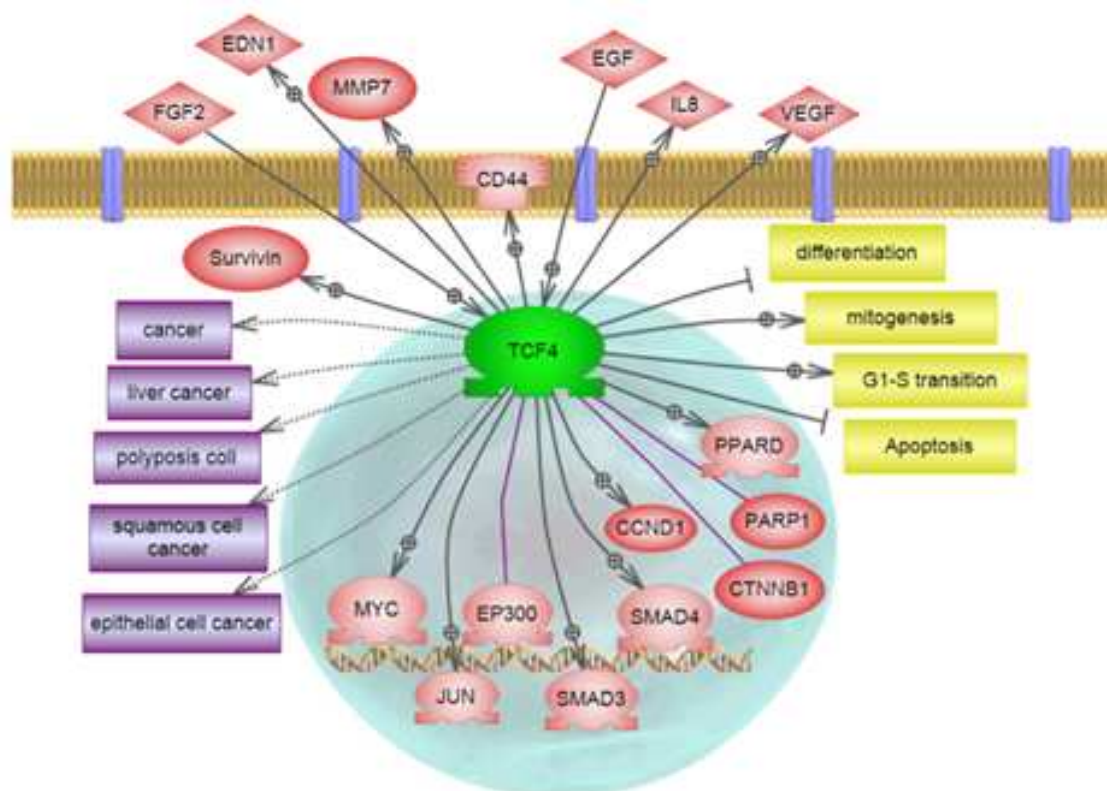 EDN1
EGF
MMP7
FGF2
IL8
VEGF
CD44
differentiation
Survivin
mitogenesis
cancer
TCF4
G1-S transition
liver cancer
PPARD
Apoptosis
polyposis coli
CCND1
PARP1
squamous cell
cancer
CTNNB1
MYC
EP300
SMAD4
epithelial cell cancer
JUN
SMAD3